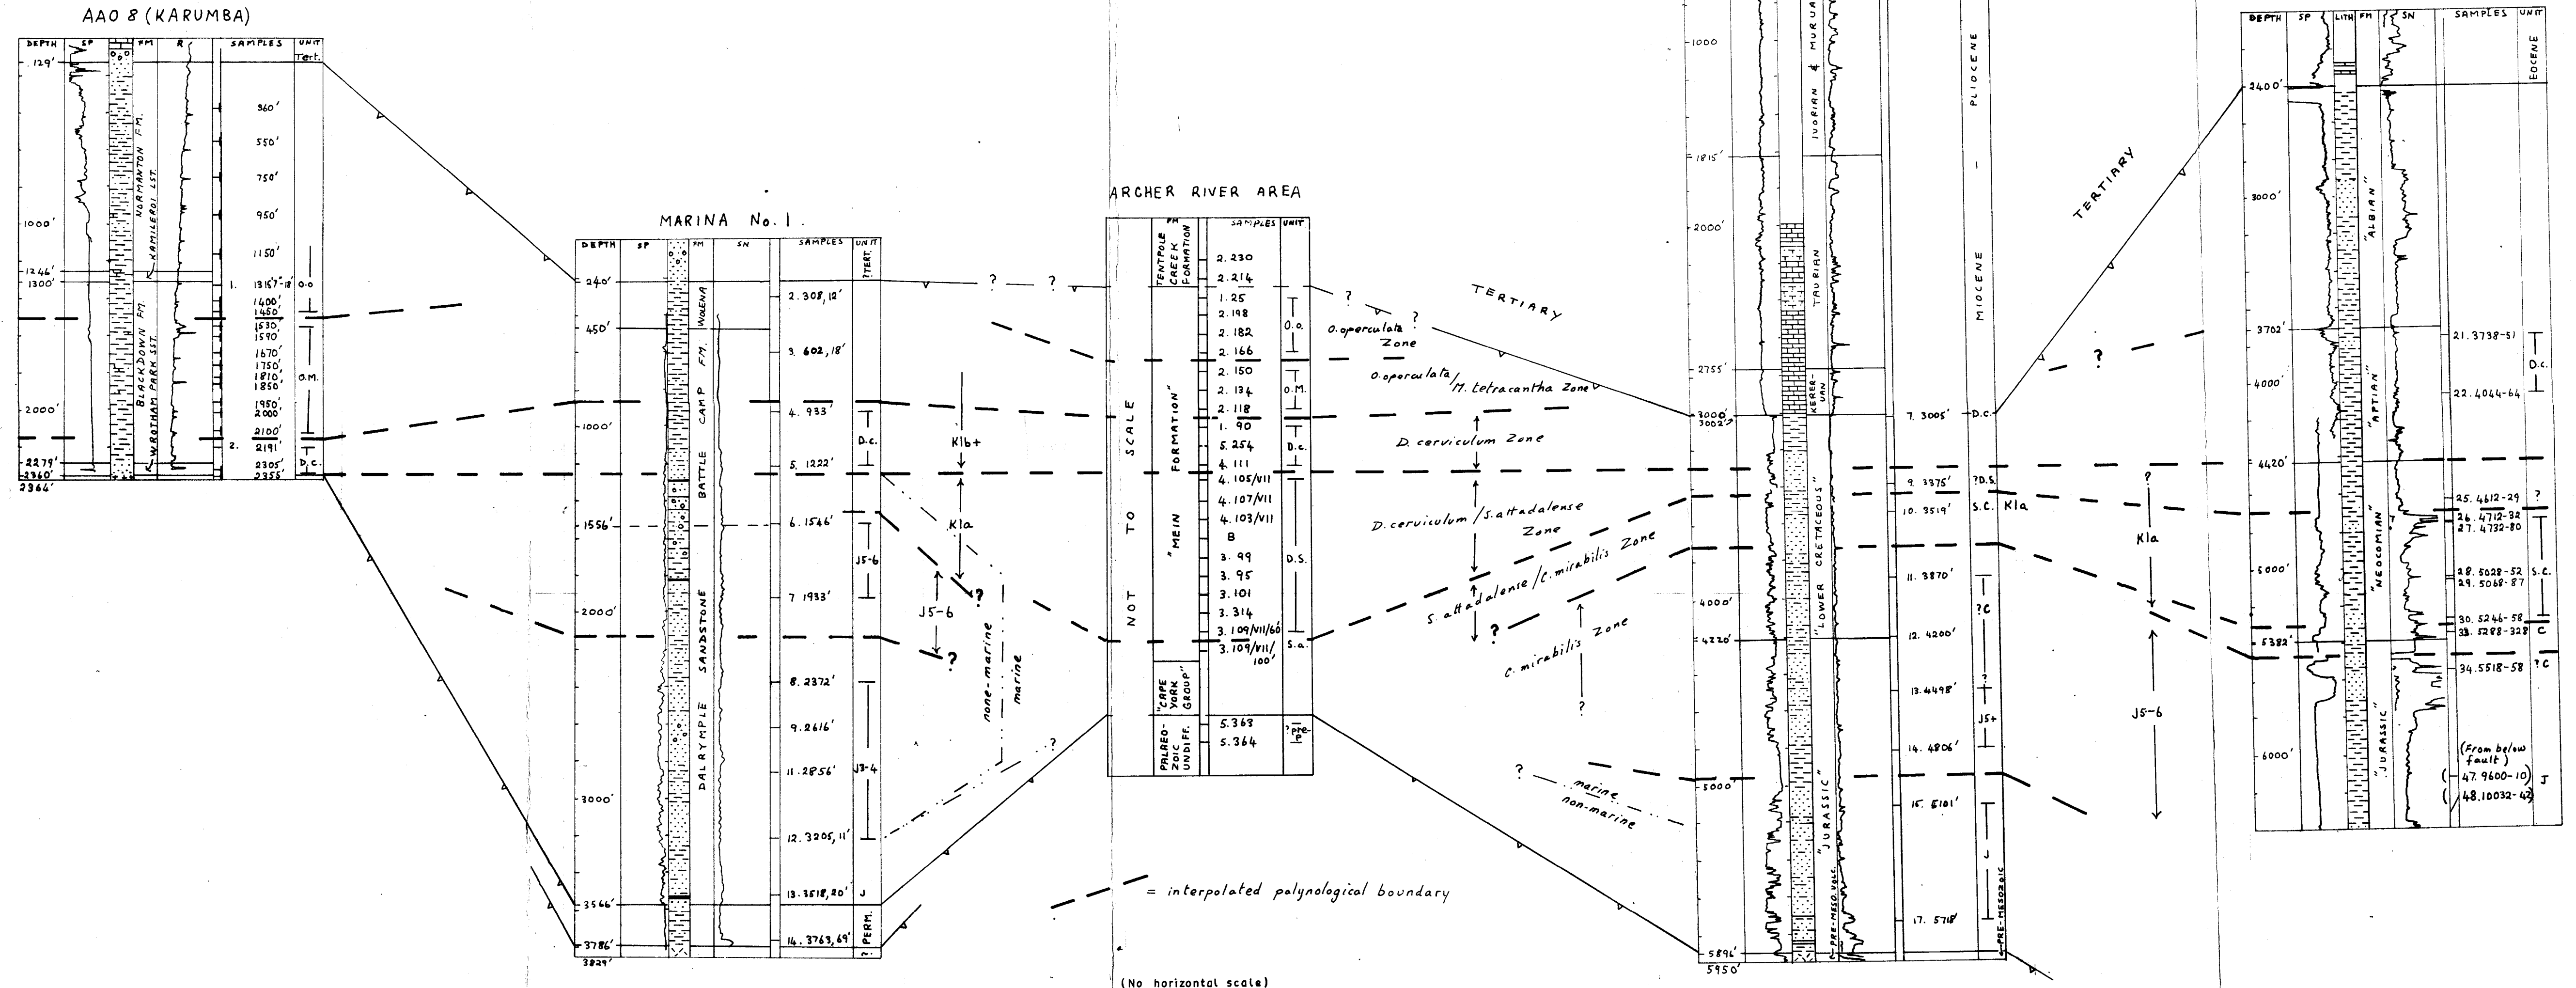 AAO 8 (KARUMBA)
DEPTH SP FM R SAMPLES UNIT
Tert.
129'
360'
550'
750'
950'
1000'
1150'
1246'
1300'
1. 13157-18 O.O
1400'
1450'
1530'
1590'
1670'
1750'
1810' O.M.
1850'
1950'
2000' 2000'
2100'
2. 2191'
2279' 2305' D.C.
2360' 2355'
2364'
NORMANTON FM.
KAMILEROI LST.
BLACKDOWN FM.
WROTHAM PARK SST.
MARINA No. 1
DEPTH SP FM SN SAMPLES UNIT
?TERT.
240'
2. 308, 12'
450'
3. 602, 18'
4. 933'
1000'
D.c.
5. 1222'
1556' 6. 1546'
J5-6
7 1933'
2000'
8. 2372'
9. 2616'
11. 2856' J3-4
3000'
12. 3205, 11'
13. 3518, 20' J
3566'
14. 3763, 69' PERM.
3786'
3829'
WOLENA
BATTLE CAMP FM.
DALRYMPLE SANDSTONE
K1b+
K1a
J5-6
?
?
none-marine
marine
?
? ?
ARCHER RIVER AREA
FM SAMPLES UNIT
TENTPOLE CREEK FORMATION
2. 230
2. 214
1. 25
2. 198
2. 182 O.o.
2. 166
2. 150
2. 134 O.M.
2. 118
1. 90
5. 254 D.c.
4. 111
4. 105/VII
4. 107/VII
4. 103/VII
B
3. 99 D.S.
3. 95
3. 101
3. 314
3. 109/VII/60'
3. 109/VII/ S.a.
100'
5. 363 ?pre-P
5. 364
NOT TO SCALE
"MEIN FORMATION"
"CAPE YORK GROUP"
PALAEO-ZOIC UNDIFF.
TERTIARY
?
?
O. operculata
Zone
O. operculata/
M. tetracantha Zone
D. cerviculum Zone
D. cerviculum / S. attadalense
Zone
S. attadalense / C. mirabilis Zone
?
C. mirabilis Zone
?
?
marine
non-marine
1000'
1815'
2000'
2755'
3000'
3002'?
4000'
4220'
5000'
5896'
5950'
IVORIAN & MURUA
TAURIAN
KERER-UAN
"LOWER CRETACEOUS"
"JURASSIC"
PRE-MESO. VOLC.
PLIOCENE
-
MIOCENE
7. 3005' D.C.
9. 3375' ?D.S.
10. 3519' S.C. K1a
11. 3870'
?C
12. 4200'
13. 4498' ?
J5+
14. 4806'
15. 5101'
J
17. 5718'
PRE-MESOZOIC
TERTIARY
?
?
K1a
J5-6
DEPTH SP LITH FM SN SAMPLES UNIT
EOCENE
2400'
3000'
3702'
21. 3738-51
D.c.
4000'
22. 4044-64
4420'
25. 4612-29 ?
26. 4712-32
27. 4732-80
5000' 28. 5028-52 S.C.
29. 5068-87
30. 5246-58
33. 5288-328 C
5382'
34. 5518-58 ?C
(From below
fault)
6000'
(47. 9600-10) J
(48. 10032-42)
"ALBIAN"
"APTIAN"
"NEOCOMIAN"
"JURASSIC"
= interpolated palynological boundary
(No horizontal scale)